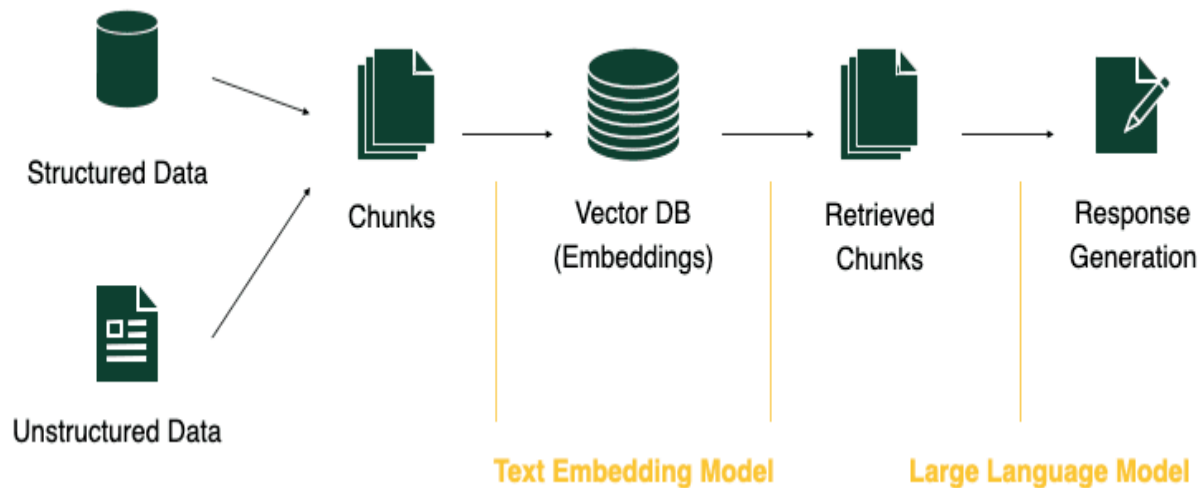 Structured Data
Unstructured Data
Chunks
Vector DB
(Embeddings)
Retrieved
Chunks
Response
Generation
Text Embedding Model
Large Language Model